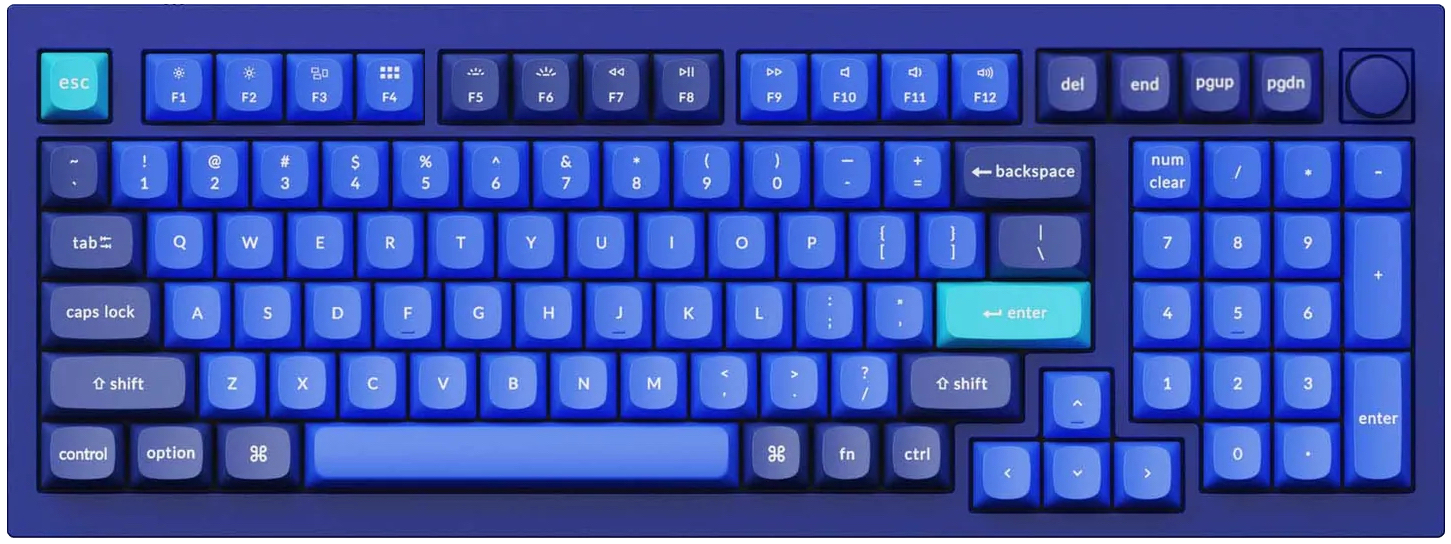 esc F1 F2 F3 F4 F5 F6 F7 F8 F9 F10 F11 F12 del end pgup pgdn
~ ! @ # $ % ^ & * ( ) — + ← backspace num / * -
` 1 2 3 4 5 6 7 8 9 0 - = clear
tab Q W E R T Y U I O P { } | 7 8 9
[ ] \ +
caps lock A S D F G H J K L : " ↵ enter 4 5 6
; '
⇧ shift Z X C V B N M < > ? ⇧ shift ^ 1 2 3
, . / enter
control option ⌘ ⌘ fn ctrl < ⌄ > 0 .